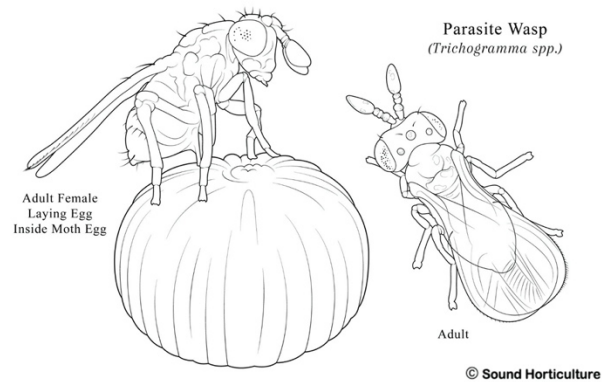 Parasite Wasp
(Trichogramma spp.)
Adult Female
Laying Egg
Inside Moth Egg
Adult
© Sound Horticulture